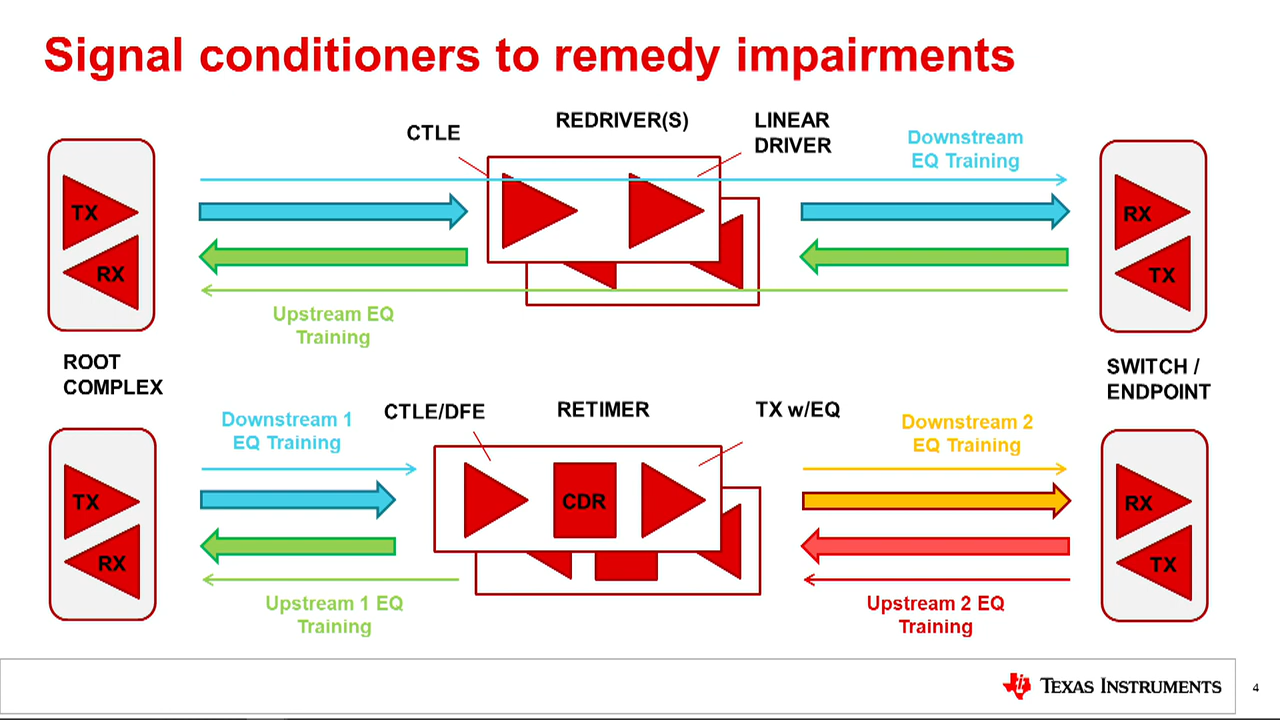 Signal conditioners to remedy impairments
CTLE
REDRIVER(S)
LINEAR
DRIVER
Downstream
EQ Training
TX
RX
RX
TX
Upstream EQ
Training
ROOT
COMPLEX
SWITCH /
ENDPOINT
Downstream 1
EQ Training
CTLE/DFE
RETIMER
TX w/EQ
Downstream 2
EQ Training
TX
CDR
RX
RX
TX
Upstream 1 EQ
Training
Upstream 2 EQ
Training
TEXAS INSTRUMENTS
4